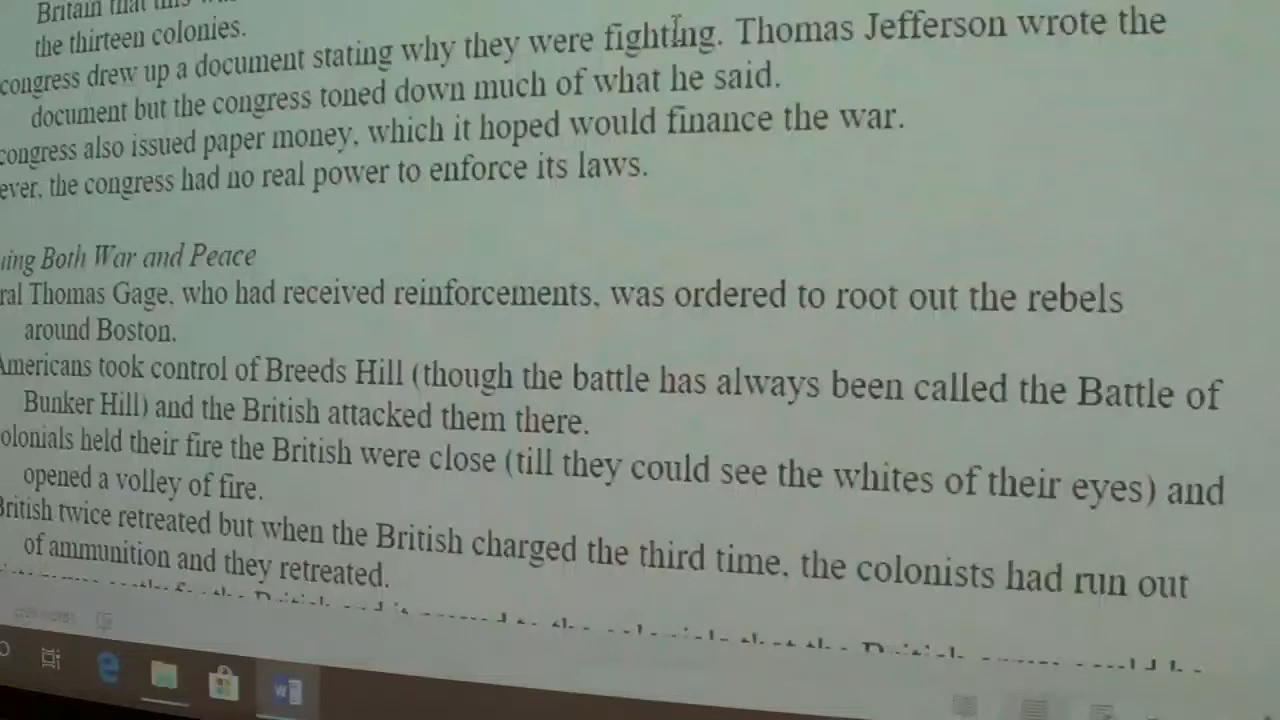 Britain that this
the thirteen colonies.
congress drew up a document stating why they were fighting. Thomas Jefferson wrote the
document but the congress toned down much of what he said.
congress also issued paper money, which it hoped would finance the war.
ever, the congress had no real power to enforce its laws.
uing Both War and Peace
ral Thomas Gage, who had received reinforcements, was ordered to root out the rebels
around Boston.
Americans took control of Breeds Hill (though the battle has always been called the Battle of
Bunker Hill) and the British attacked them there.
olonials held their fire the British were close (till they could see the whites of their eyes) and
opened a volley of fire.
British twice retreated but when the British charged the third time, the colonists had run out
of ammunition and they retreated.